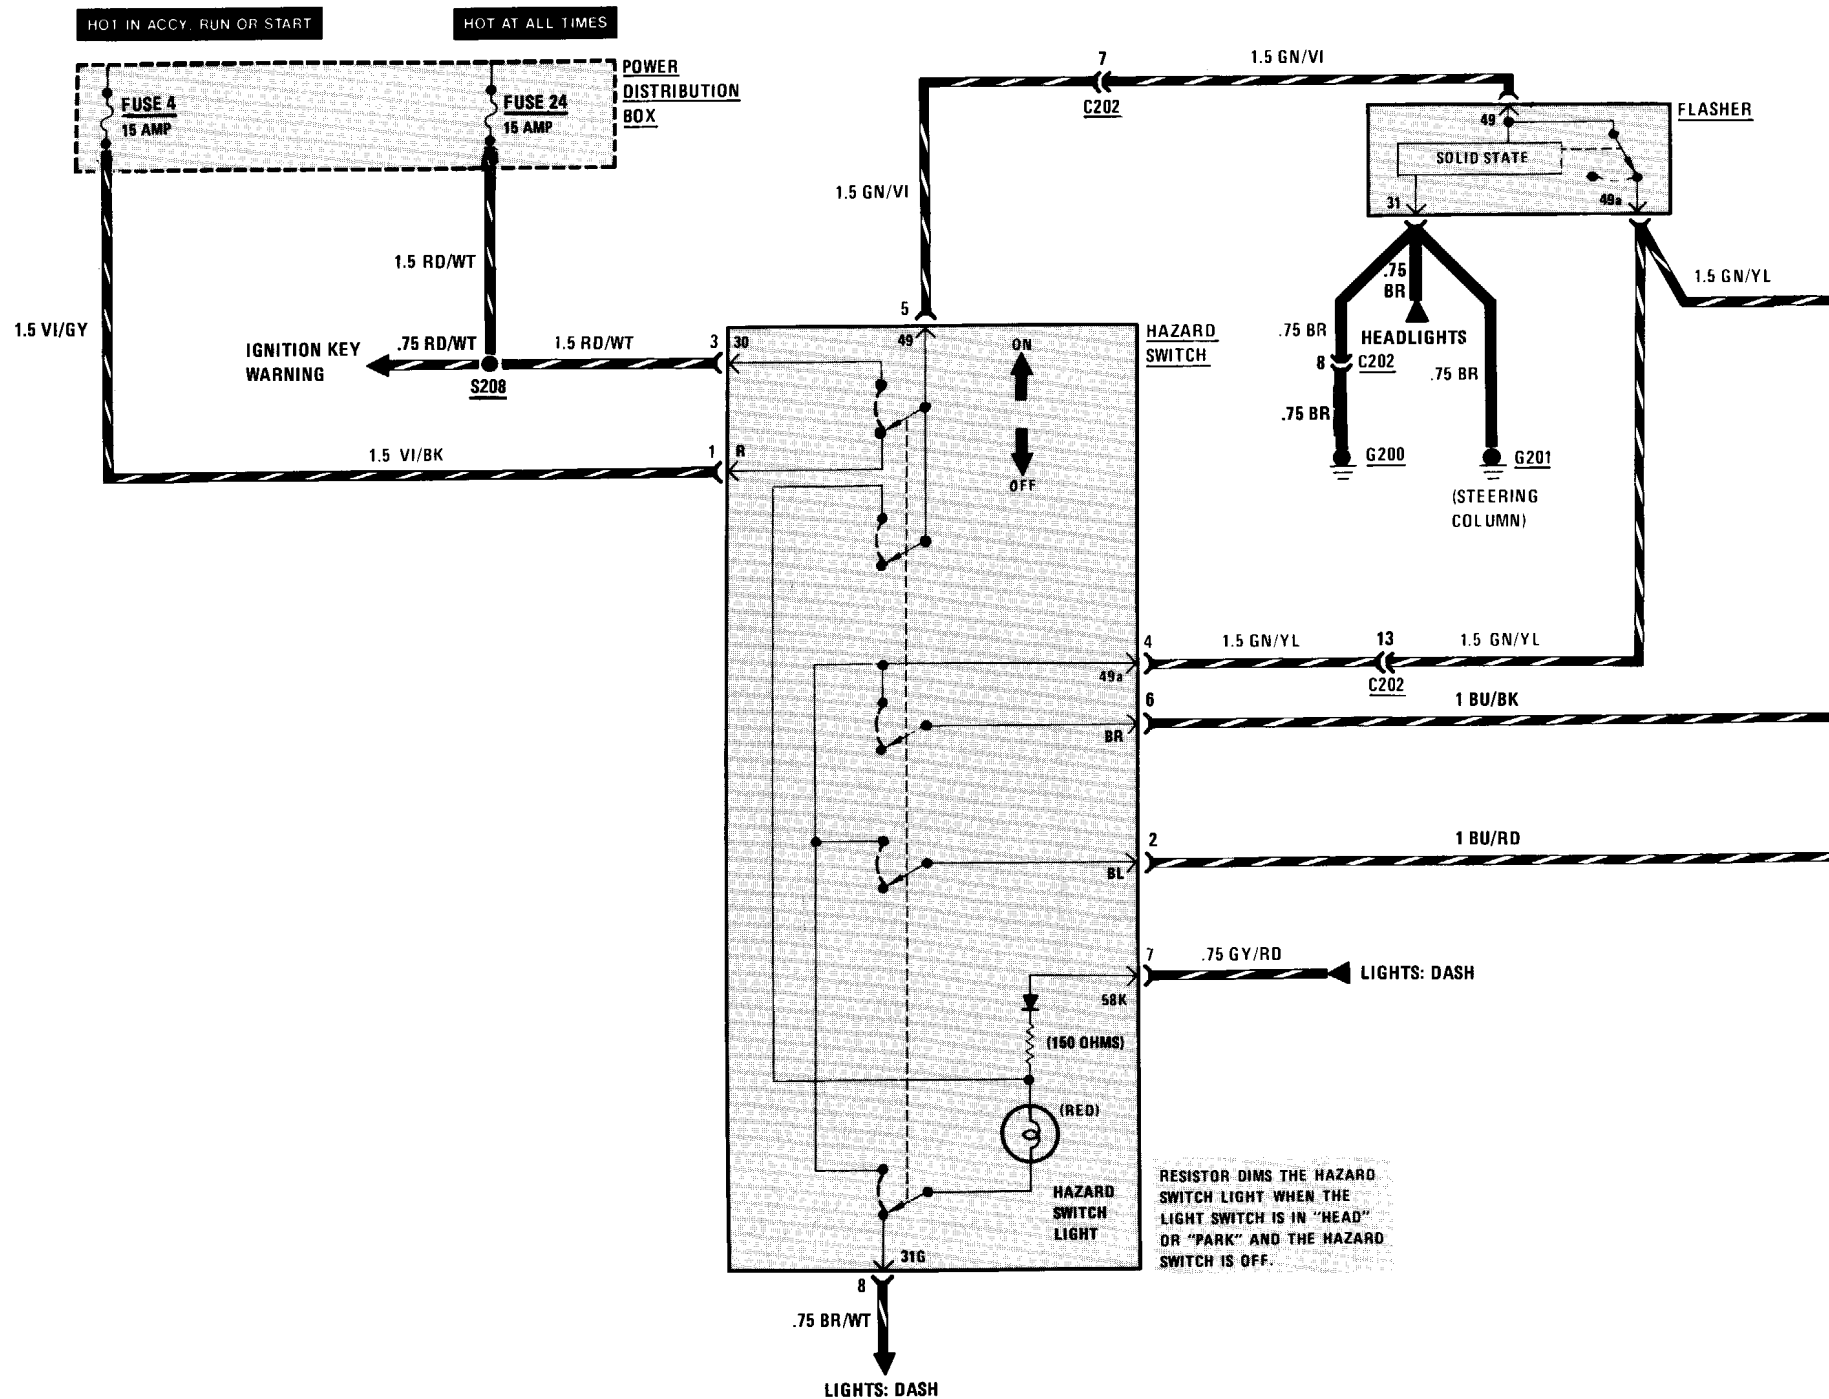 HOT IN ACCY, RUN OR START
HOT AT ALL TIMES
POWER
DISTRIBUTION
BOX
FUSE 4
15 AMP
FUSE 24
15 AMP
7
1.5 GN/VI
C202
FLASHER
49
SOLID STATE
31
49a
1.5 GN/VI
1.5 RD/WT
.75
BR
1.5 GN/YL
1.5 VI/GY
5
HEADLIGHTS
.75 BR
8
C202
.75 BR
.75 BR
G200
G201
(STEERING
COLUMN)
IGNITION KEY
WARNING
.75 RD/WT
1.5 RD/WT
S208
3
30
49
ON
OFF
HAZARD
SWITCH
1.5 VI/BK
1
R
4
49a
1.5 GN/YL
13
1.5 GN/YL
C202
6
BR
1 BU/BK
2
BL
1 BU/RD
7
.75 GY/RD
LIGHTS: DASH
58K
(150 OHMS)
(RED)
HAZARD
SWITCH
LIGHT
RESISTOR DIMS THE HAZARD
SWITCH LIGHT WHEN THE
LIGHT SWITCH IS IN "HEAD"
OR "PARK" AND THE HAZARD
SWITCH IS OFF.
31G
8
.75 BR/WT
LIGHTS: DASH